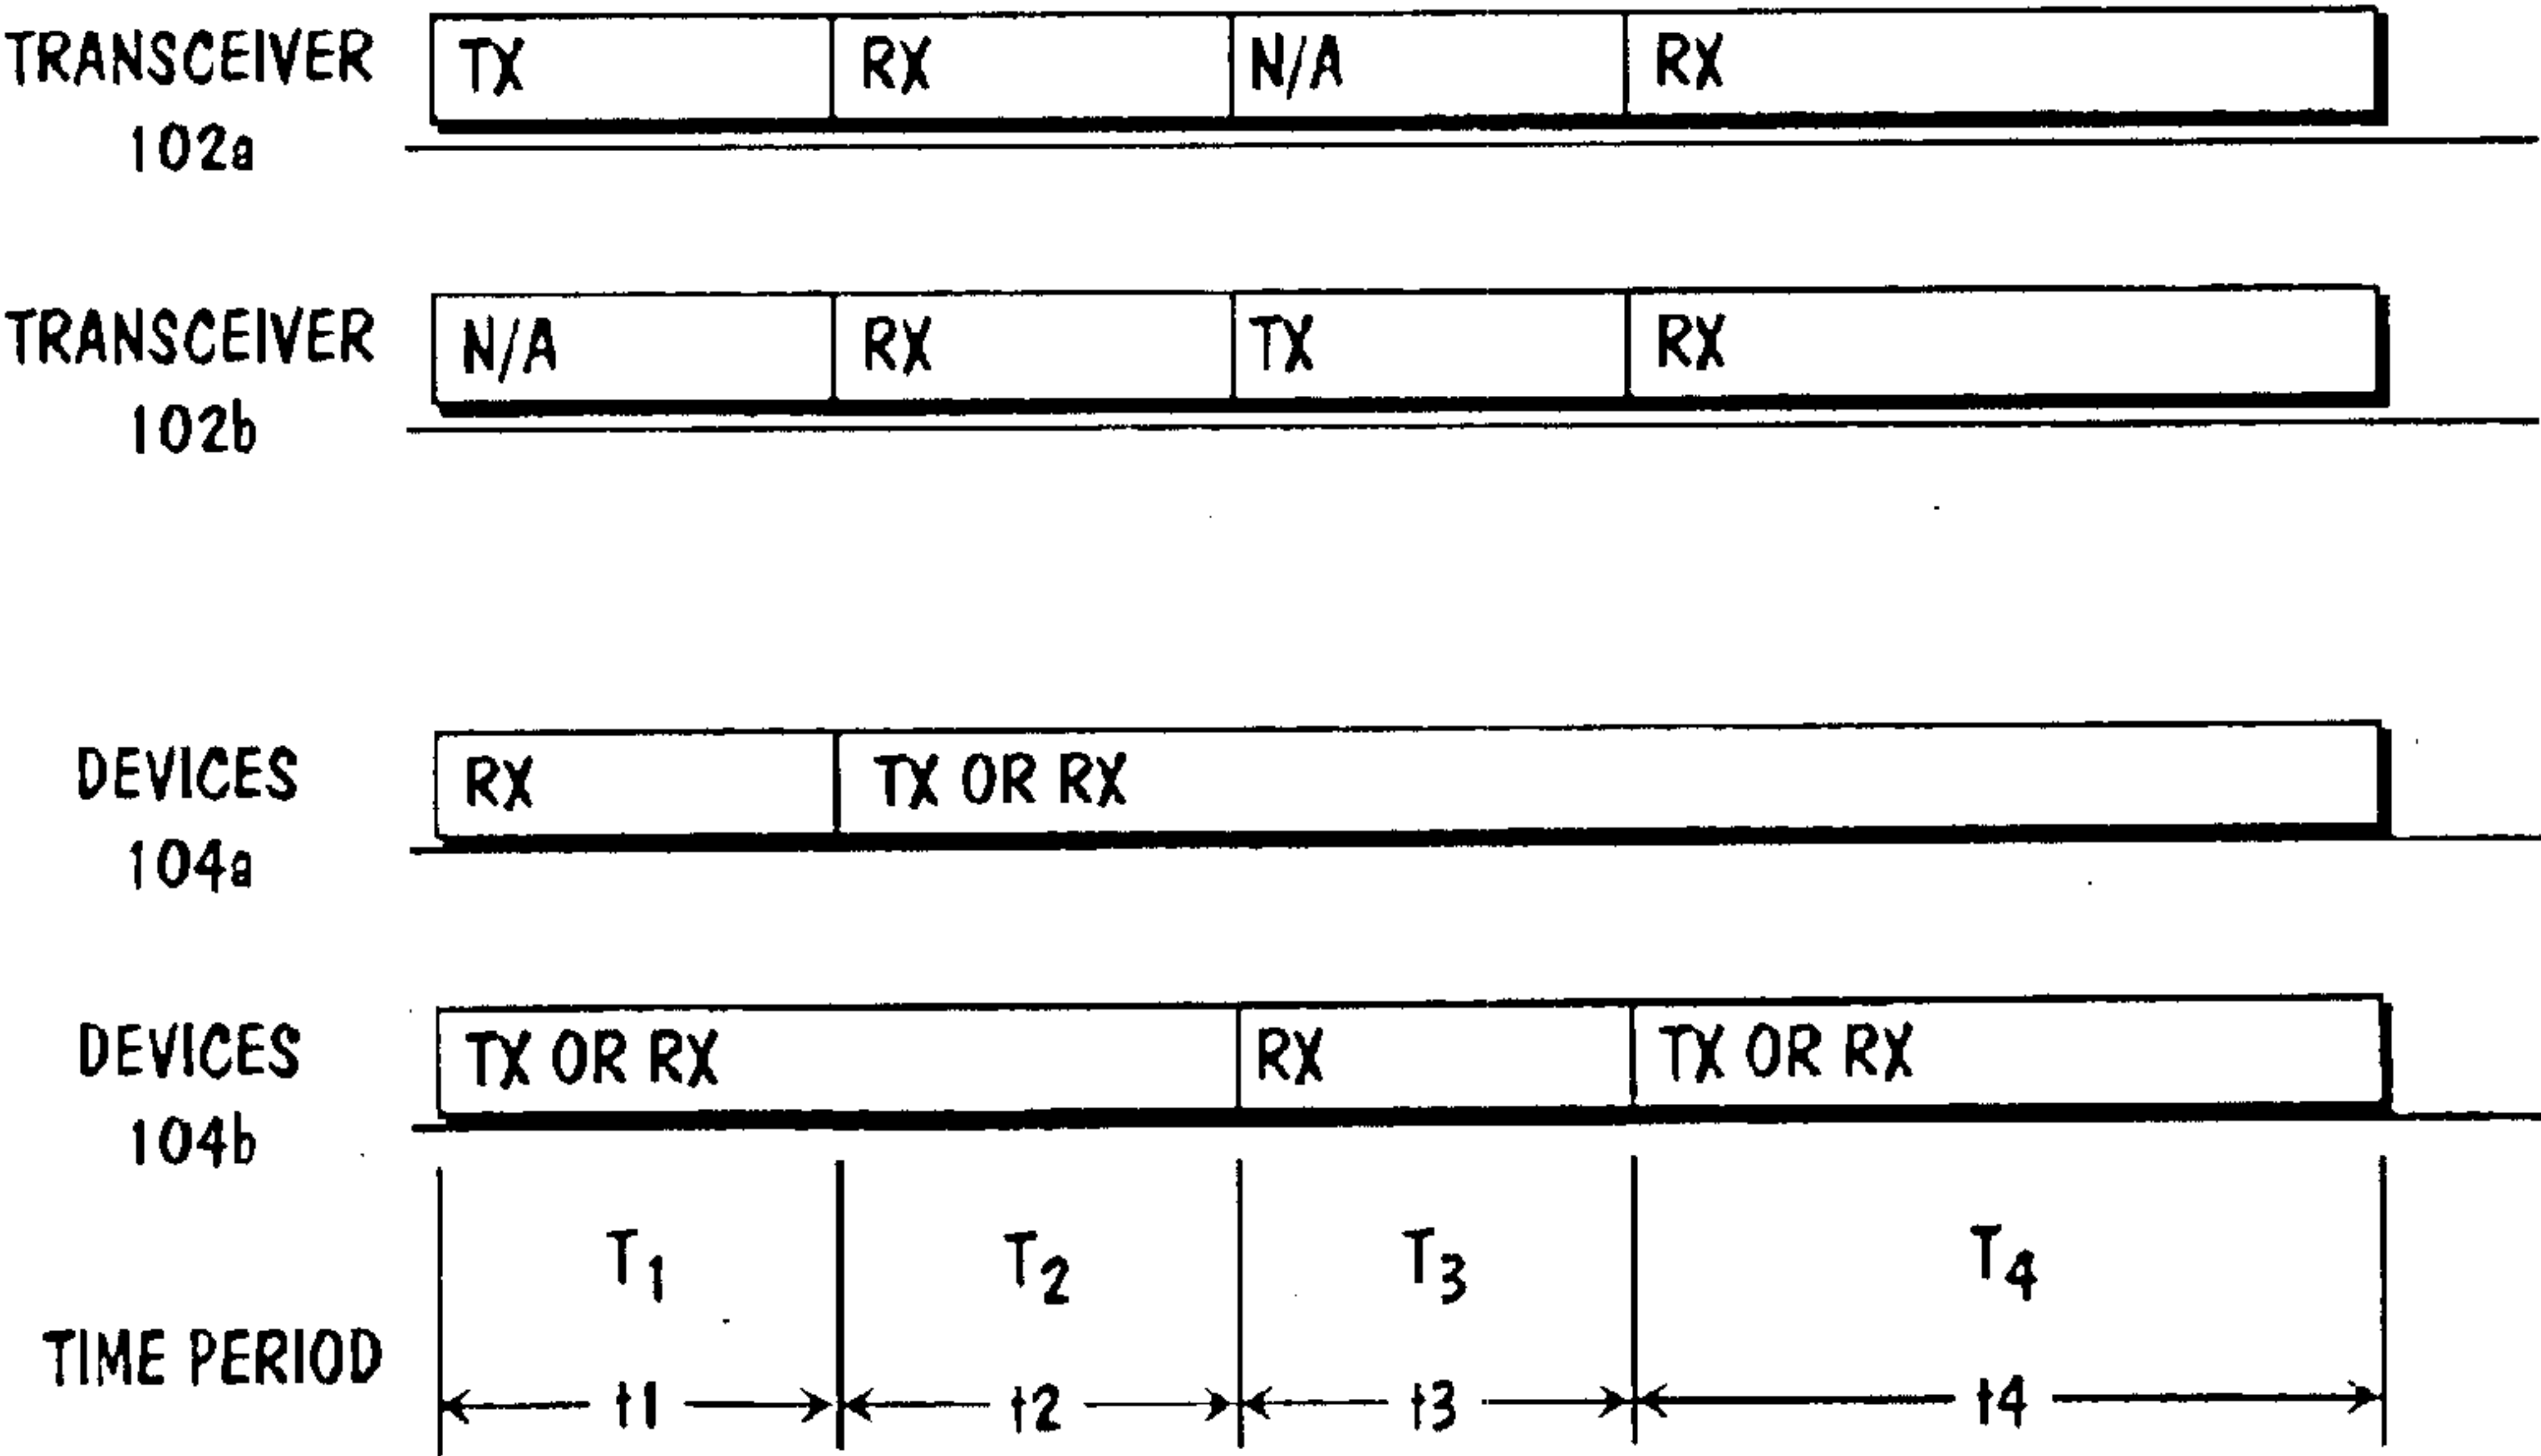 TRANSCEIVER
102a
TX
RX
N/A
RX
TRANSCEIVER
102b
N/A
RX
TX
RX
DEVICES
104a
RX
TX OR RX
DEVICES
104b
TX OR RX
RX
TX OR RX
T1
T2
T3
T4
TIME PERIOD
t1
t2
t3
t4